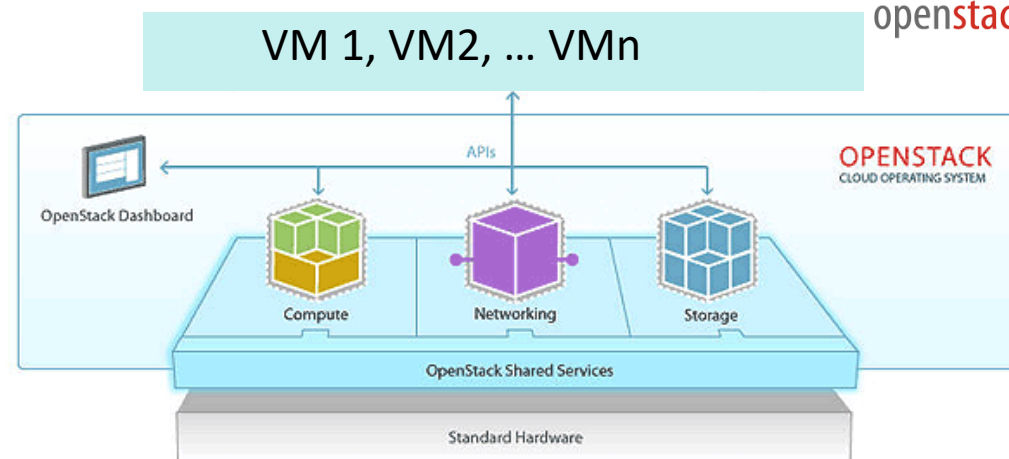 openstac
VM 1, VM2, ... VMn
APIs
OPENSTACK
CLOUD OPERATING SYSTEM
OpenStack Dashboard
Compute
Networking
Storage
OpenStack Shared Services
Standard Hardware